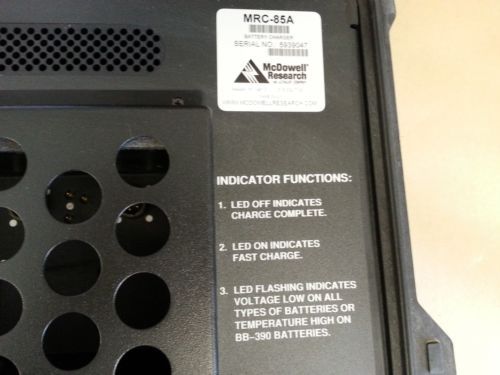 MRC-85A
BATTERY CHARGER
SERIAL NO.: 5939047
McDowell
Research
WWW.MCDOWELLRESEARCH.COM
INDICATOR FUNCTIONS:
1. LED OFF INDICATES
CHARGE COMPLETE.
2. LED ON INDICATES
FAST CHARGE.
3. LED FLASHING INDICATES
VOLTAGE LOW ON ALL
TYPES OF BATTERIES OR
TEMPERATURE HIGH ON
BB-390 BATTERIES.